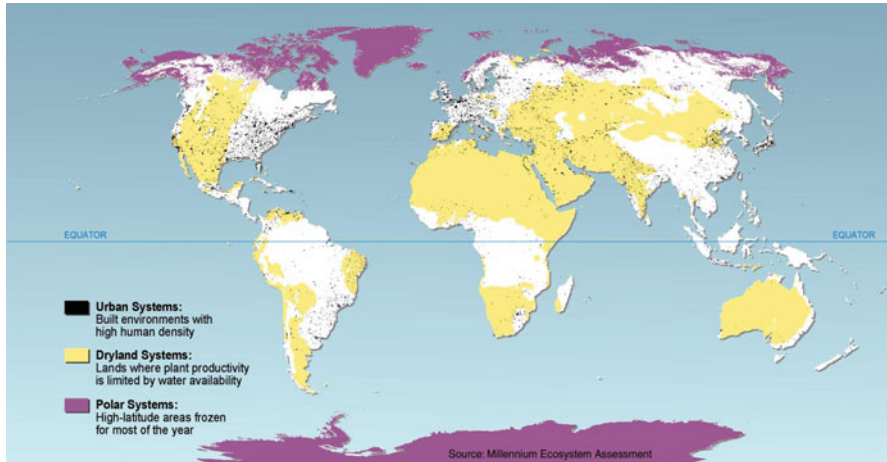 EQUATOR
EQUATOR
Urban Systems:
Built environments with
high human density
Dryland Systems:
Lands where plant productivity
is limited by water availability
Polar Systems:
High-latitude areas frozen
for most of the year
Source: Millennium Ecosystem Assessment